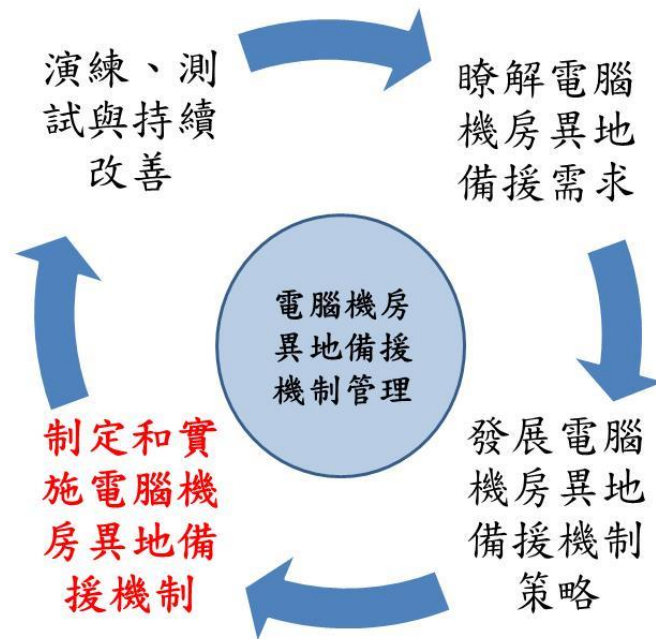 演練、測
試與持續
改善
瞭解電腦
機房異地
備援需求
電腦機房
異地備援
機制管理
制定和實
施電腦機
房異地備
援機制
發展電腦
機房異地
備援機制
策略